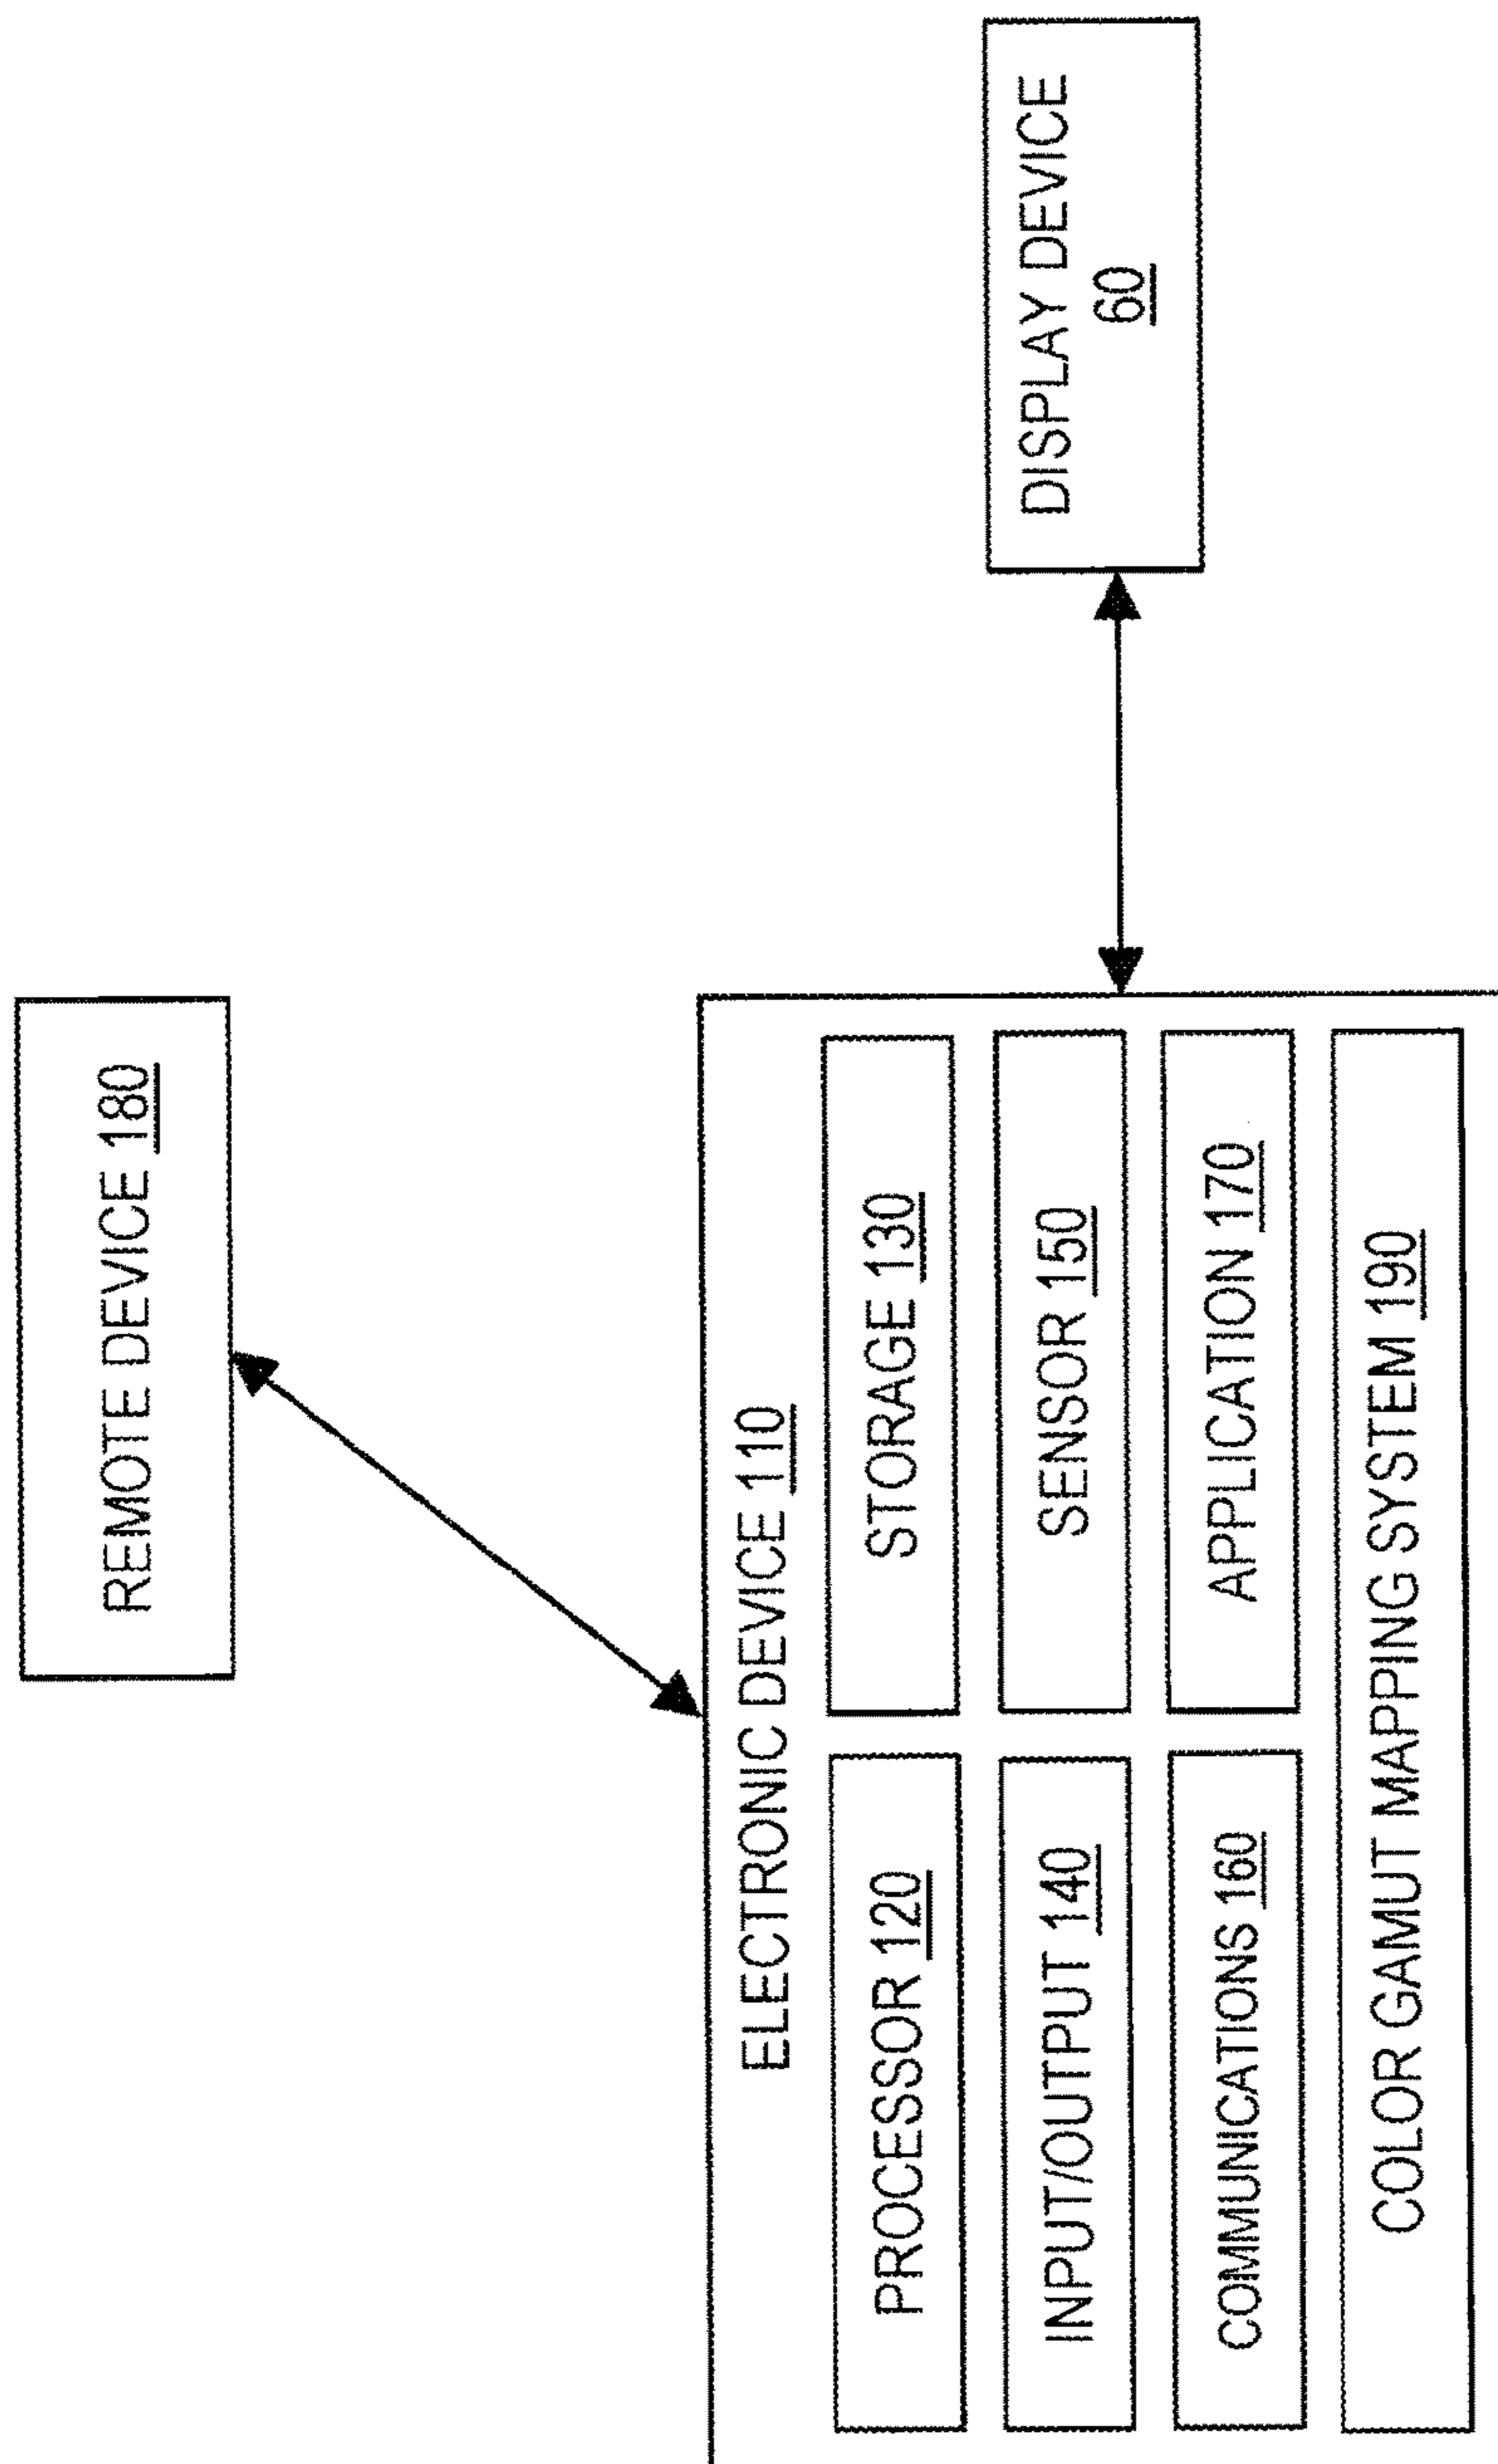 REMOTE DEVICE 180
ELECTRONIC DEVICE 110
PROCESSOR 120
STORAGE 130
INPUT/OUTPUT 140
SENSOR 150
COMMUNICATIONS 160
APPLICATION 170
COLOR GAMUT MAPPING SYSTEM 190
DISPLAY DEVICE
60